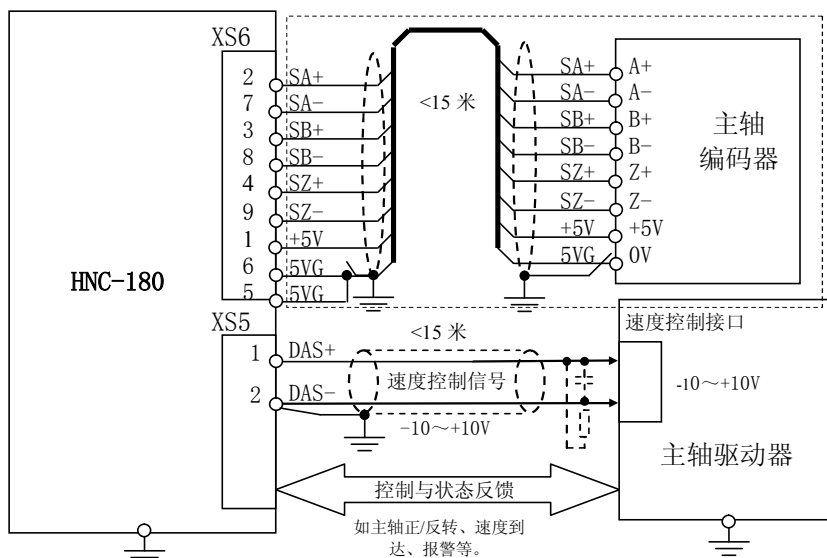 HNC-180
XS6
2 SA+
7 SA-
3 SB+
8 SB-
4 SZ+
9 SZ-
1 +5V
6 5VG
5 5VG
<15 米
SA+ A+
SA- A-
SB+ B+
SB- B-
SZ+ Z+
SZ- Z-
+5V +5V
5VG 0V
主轴
编码器
XS5
1 DAS+
2 DAS-
<15 米
速度控制信号
-10～+10V
速度控制接口
-10～+10V
主轴驱动器
控制与状态反馈
如主轴正/反转、速度到
达、报警等。